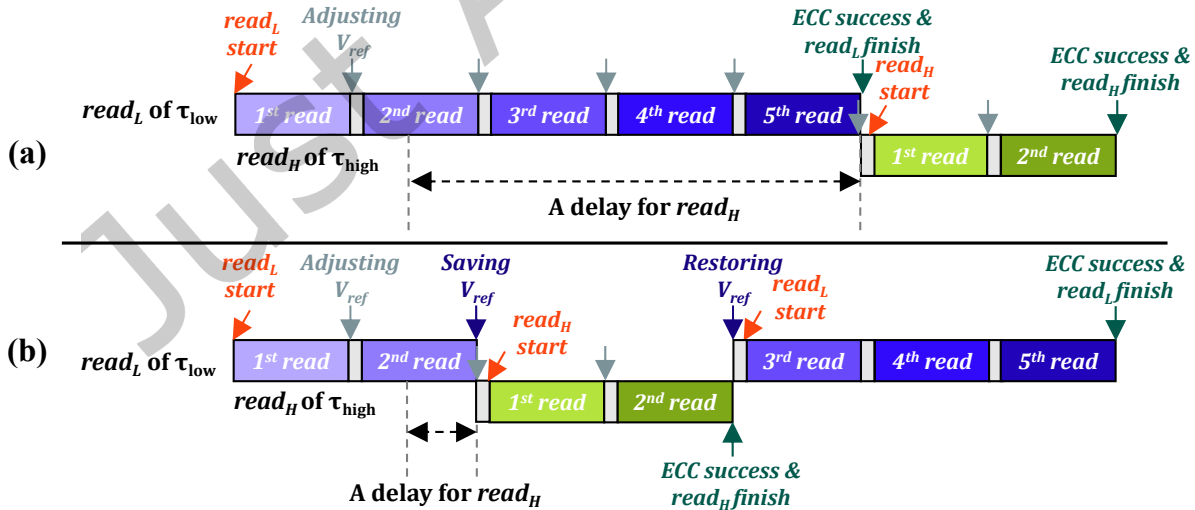 read_L
start
Adjusting
V_ref
ECC success &
read_L finish
read_H
start
ECC success &
read_H finish
read_L of τ_low
1st read
2nd read
3rd read
4th read
5th read
(a)
read_H of τ_high
1st read
2nd read
A delay for read_H
Just A
read_L
start
Adjusting
V_ref
Saving
V_ref
Restoring
V_ref
read_L
start
ECC success &
read_L finish
read_H
start
(b)
read_L of τ_low
1st read
2nd read
3rd read
4th read
5th read
read_H of τ_high
1st read
2nd read
A delay for read_H
ECC success &
read_H finish